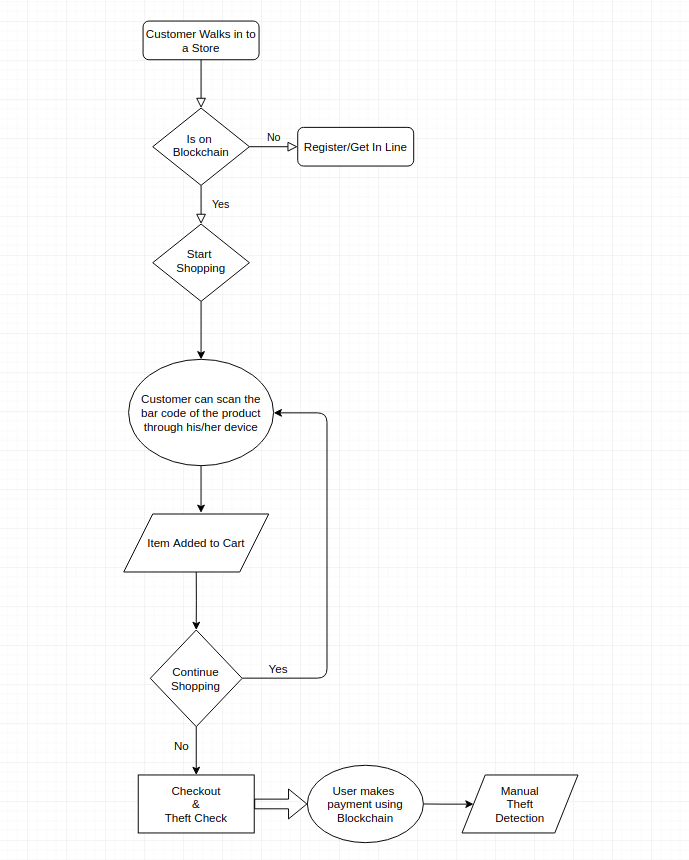 Customer Walks in to
a Store
Is on
Blockchain
No
Register/Get In Line
Yes
Start
Shopping
Customer can scan the
bar code of the product
through his/her device
Item Added to Cart
Continue
Shopping
Yes
No
Checkout
&
Theft Check
User makes
payment using
Blockchain
Manual
Theft
Detection